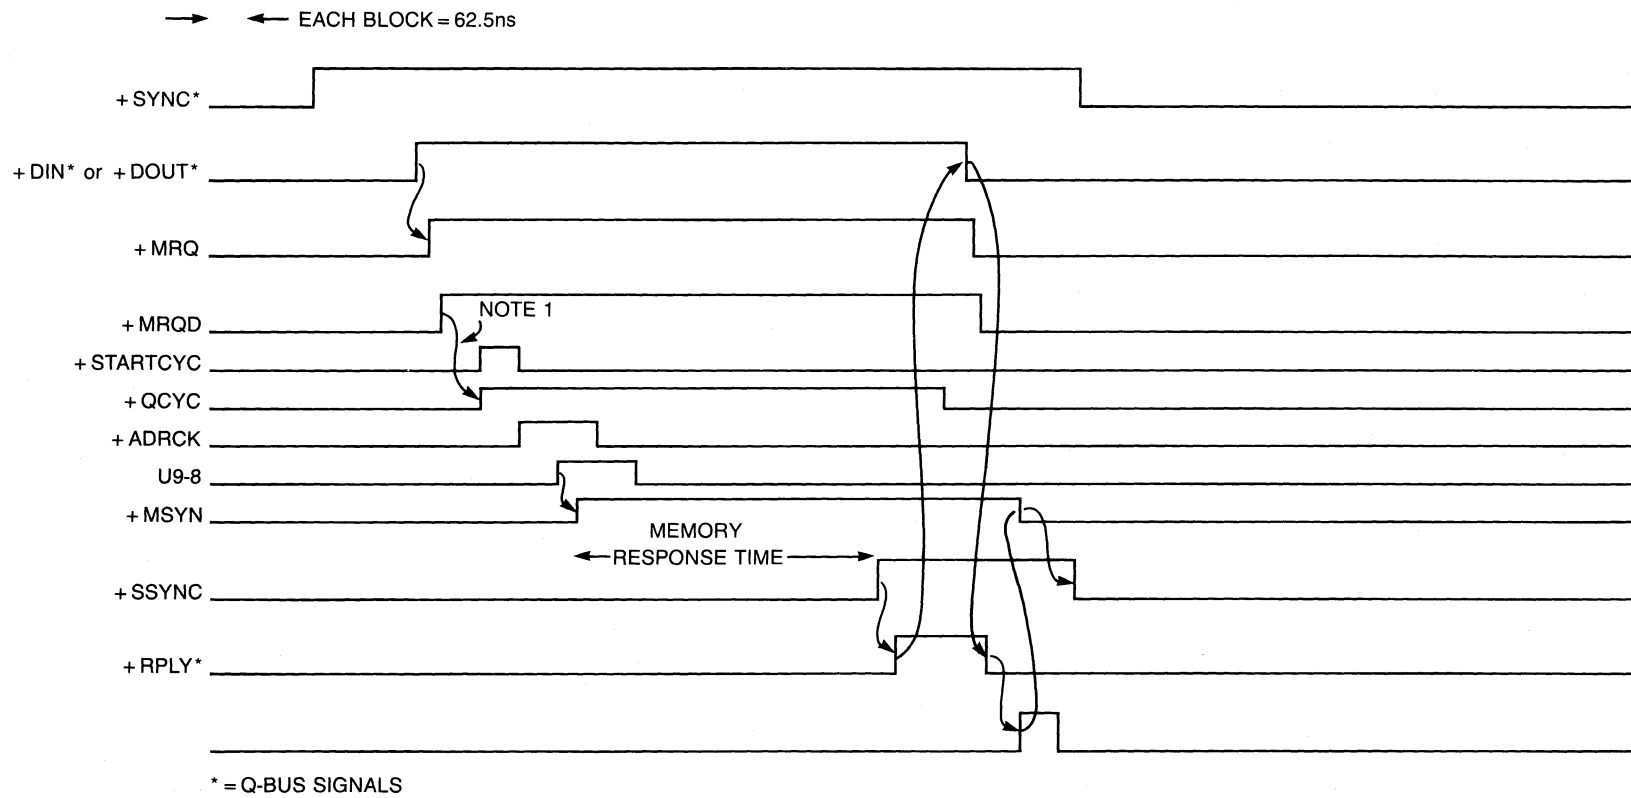 EACH BLOCK = 62.5ns
+ SYNC*
+ DIN* or + DOUT*
+ MRQ
NOTE 1
+ MRQD
+ STARTCYC
+ QCYC
+ ADRCK
U9-8
+ MSYN
MEMORY
RESPONSE TIME
+ SSYNC
+ RPLY*
* = Q-BUS SIGNALS